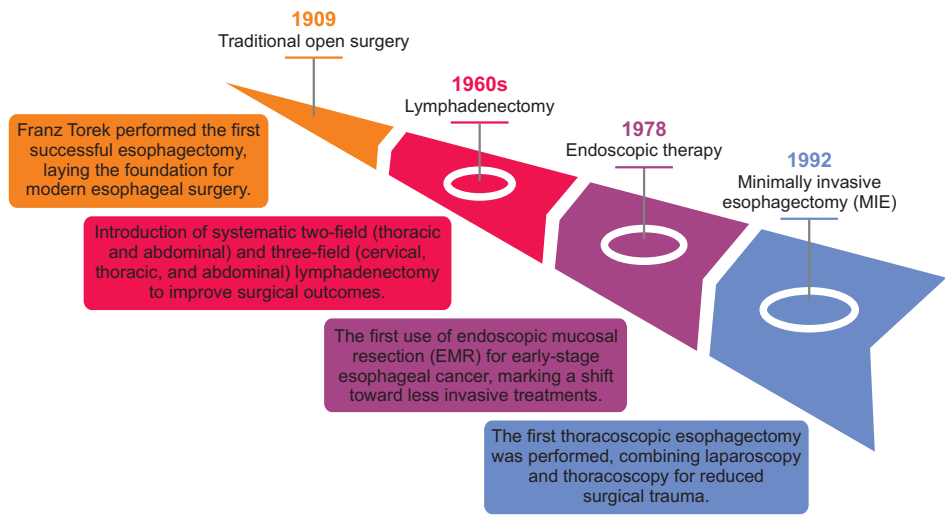 1909
Traditional open surgery
Franz Torek performed the first
successful esophagectomy,
laying the foundation for
modern esophageal surgery.
1960s
Lymphadenectomy
Introduction of systematic two-field (thoracic
and abdominal) and three-field (cervical,
thoracic, and abdominal) lymphadenectomy
to improve surgical outcomes.
1978
Endoscopic therapy
The first use of endoscopic mucosal
resection (EMR) for early-stage
esophageal cancer, marking a shift
toward less invasive treatments.
1992
Minimally invasive
esophagectomy (MIE)
The first thoracoscopic esophagectomy
was performed, combining laparoscopy
and thoracoscopy for reduced
surgical trauma.